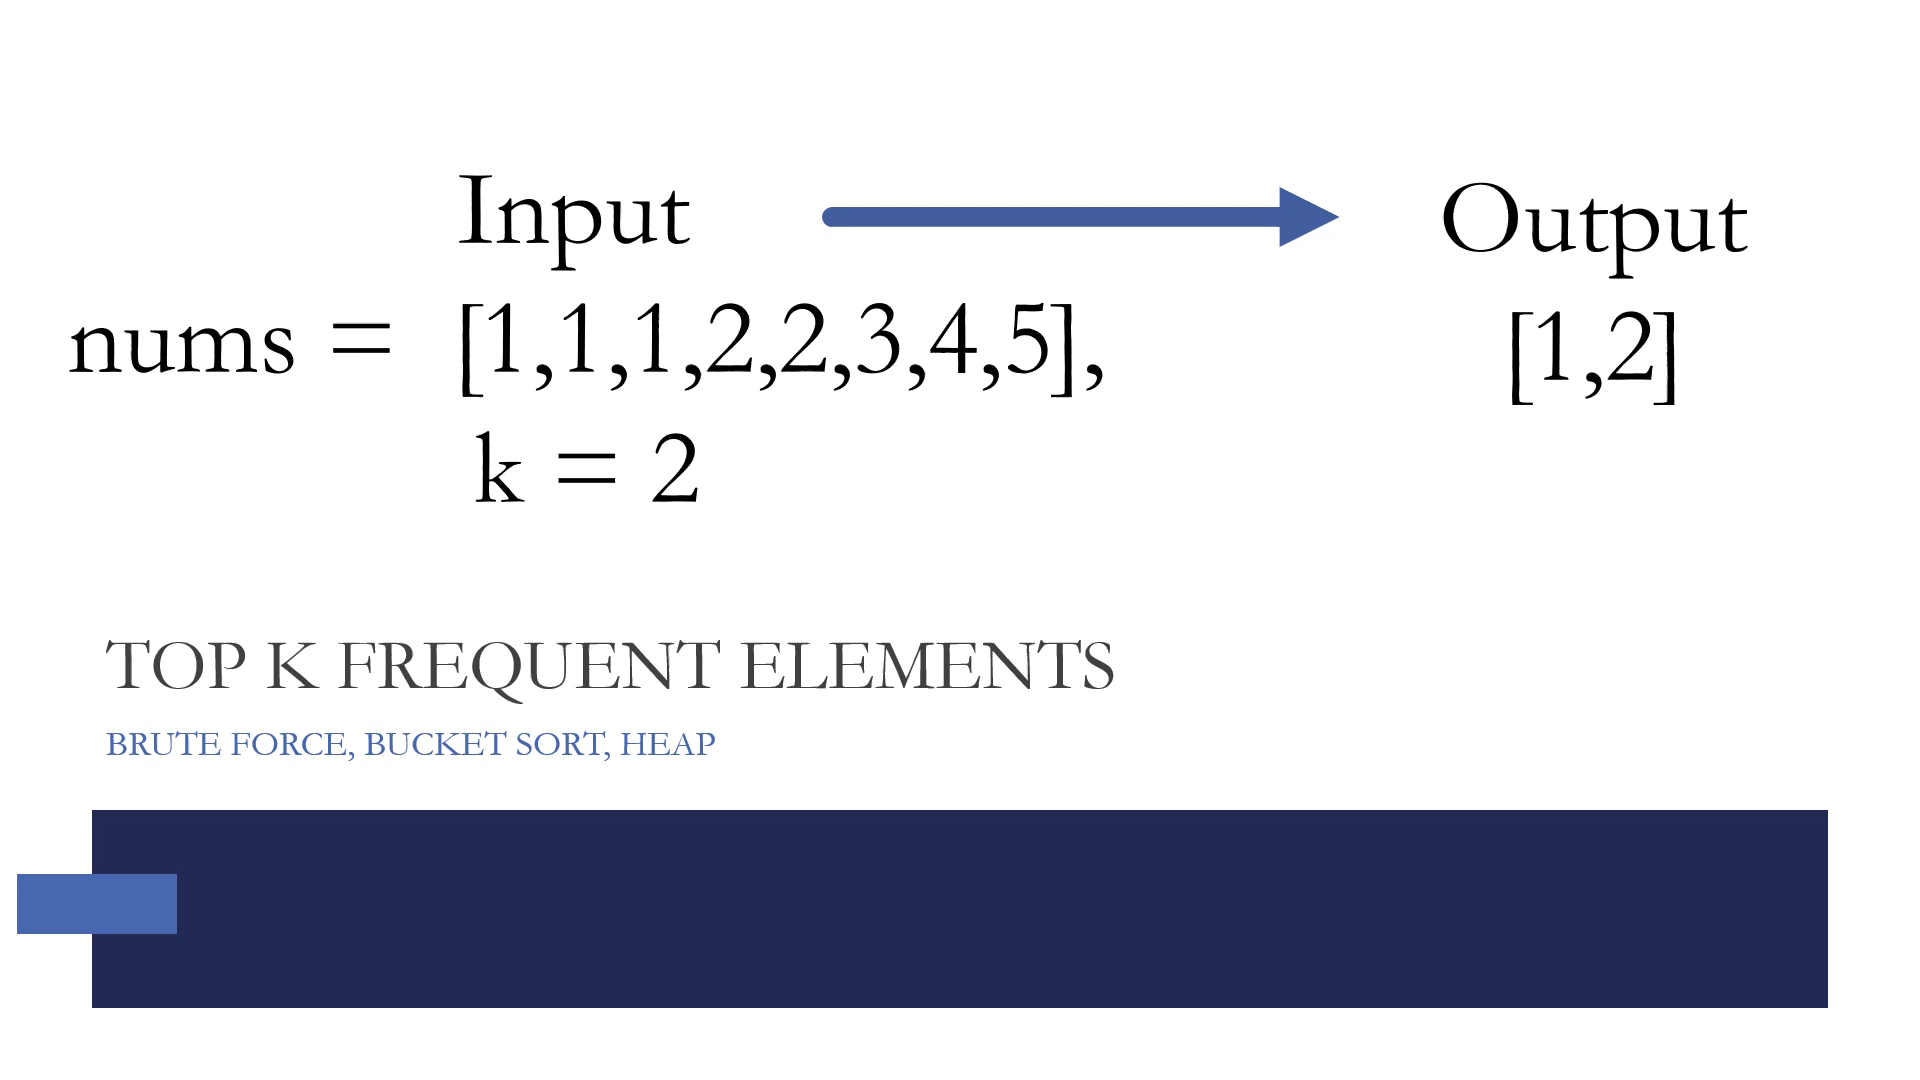 Input
Output
nums = [1,1,1,2,2,3,4,5],
[1,2]
k = 2
TOP K FREQUENT ELEMENTS
BRUTE FORCE, BUCKET SORT, HEAP